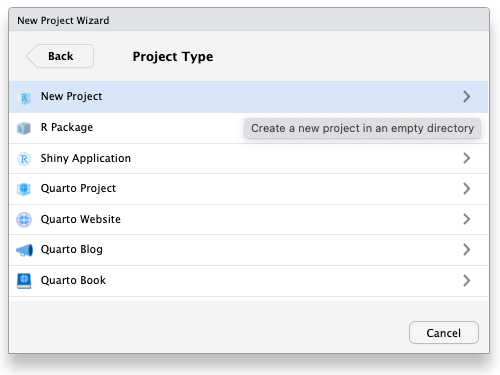 New Project Wizard
Back
Project Type
New Project
R Package
Create a new project in an empty directory
Shiny Application
Quarto Project
Quarto Website
Quarto Blog
Quarto Book
Cancel